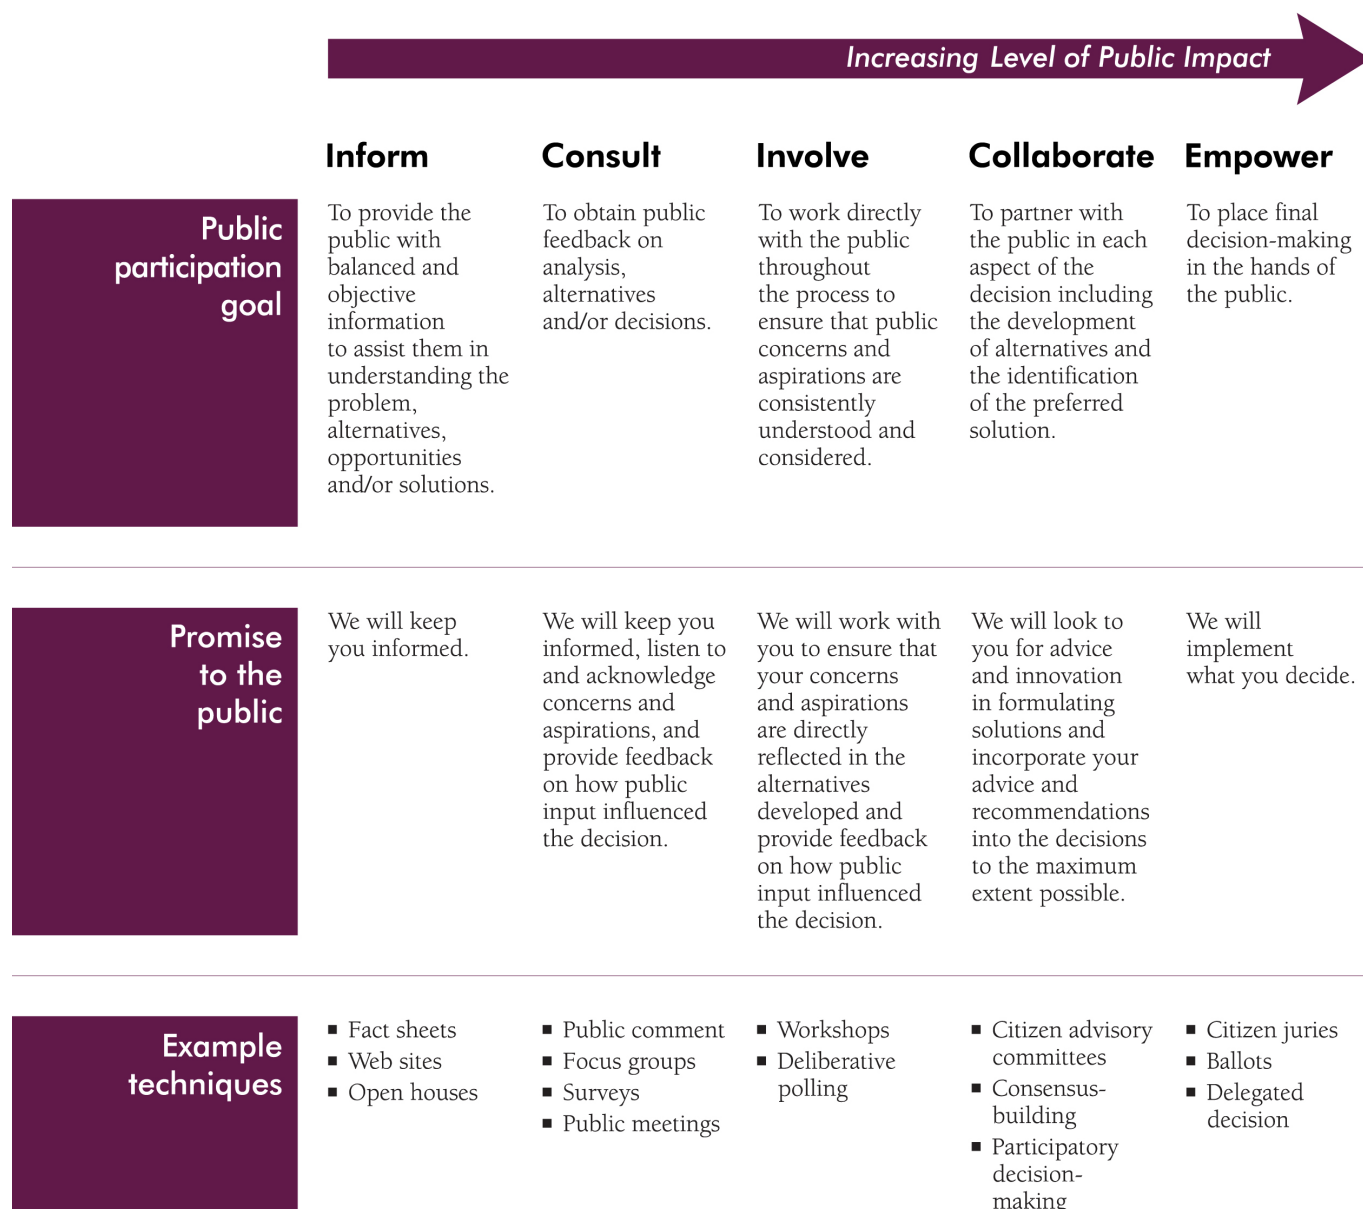 Increasing Level of Public Impact
Inform
Consult
Involve
Collaborate
Empower
Public
participation
goal
To provide the
public with
balanced and
objective
information
to assist them in
understanding the
problem,
alternatives,
opportunities
and/or solutions.
To obtain public
feedback on
analysis,
alternatives
and/or decisions.
To work directly
with the public
throughout
the process to
ensure that public
concerns and
aspirations are
consistently
understood and
considered.
To partner with
the public in each
aspect of the
decision including
the development
of alternatives and
the identification
of the preferred
solution.
To place final
decision-making
in the hands of
the public.
Promise
to the
public
We will keep
you informed.
We will keep you
informed, listen to
and acknowledge
concerns and
aspirations, and
provide feedback
on how public
input influenced
the decision.
We will work with
you to ensure that
your concerns
and aspirations
are directly
reflected in the
alternatives
developed and
provide feedback
on how public
input influenced
the decision.
We will look to
you for advice
and innovation
in formulating
solutions and
incorporate your
advice and
recommendations
into the decisions
to the maximum
extent possible.
We will
implement
what you decide.
Example
techniques
▪ Fact sheets
▪ Web sites
▪ Open houses
▪ Public comment
▪ Focus groups
▪ Surveys
▪ Public meetings
▪ Workshops
▪ Deliberative
polling
▪ Citizen advisory
committees
▪ Consensus-
building
▪ Participatory
decision-
making
▪ Citizen juries
▪ Ballots
▪ Delegated
decision